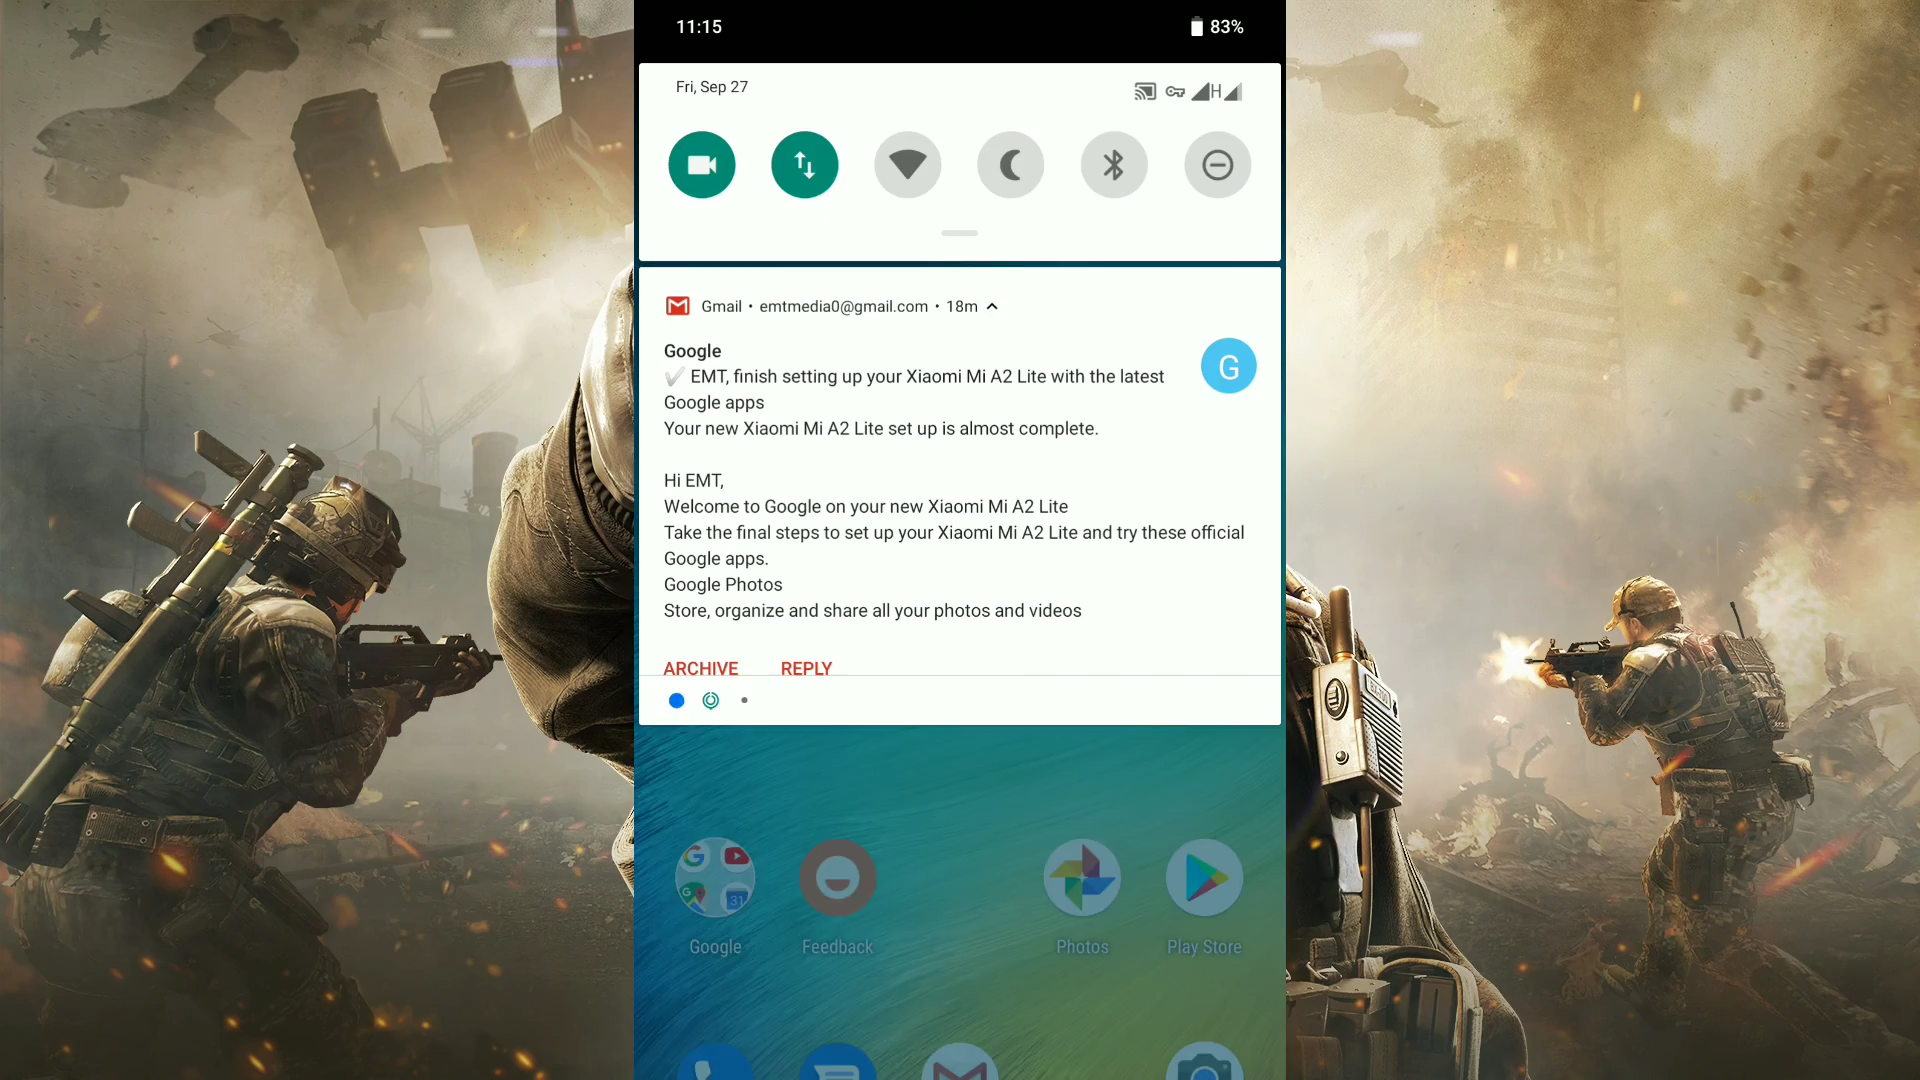 11:15
83%
Fri, Sep 27
H
Gmail • emtmedia0@gmail.com • 18m
Google
✔ EMT, finish setting up your Xiaomi Mi A2 Lite with the latest
Google apps
Your new Xiaomi Mi A2 Lite set up is almost complete.
G
Hi EMT,
Welcome to Google on your new Xiaomi Mi A2 Lite
Take the final steps to set up your Xiaomi Mi A2 Lite and try these official
Google apps.
Google Photos
Store, organize and share all your photos and videos
ARCHIVE REPLY
31
Google Feedback Photos Play Store